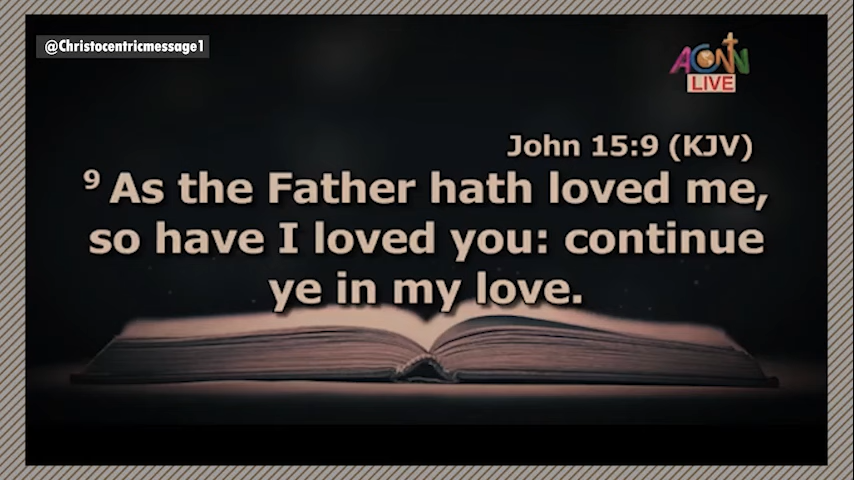 @Christocentricmessage1
ACNN
LIVE
John 15:9 (KJV)
9 As the Father hath loved me,
so have I loved you: continue
ye in my love.